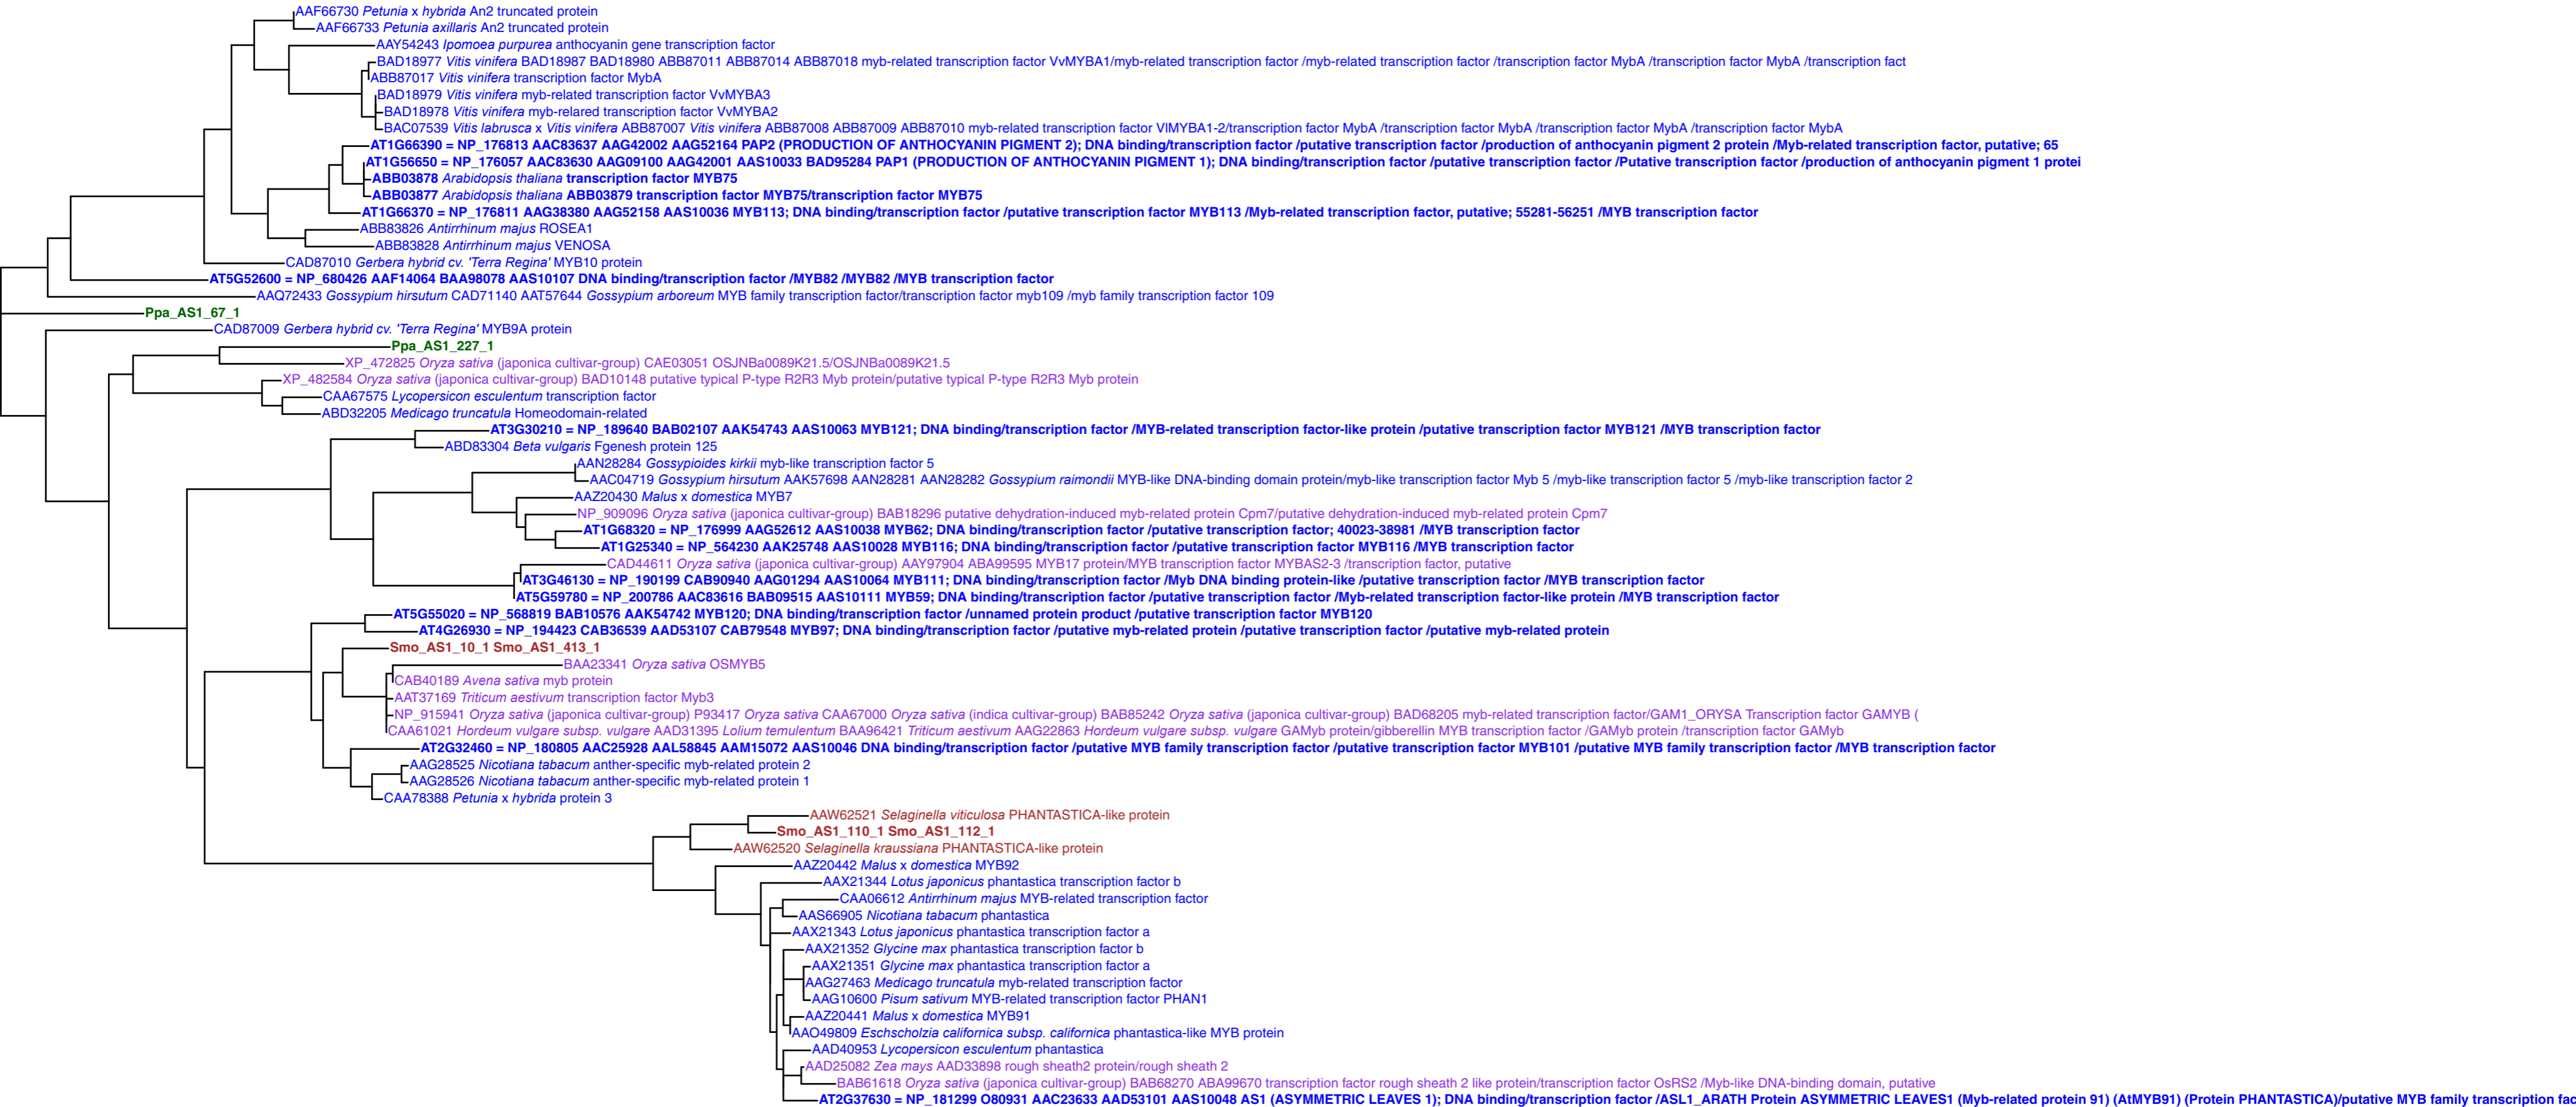 AAF66730 Petunia x hybrida An2 truncated protein
AAF66733 Petunia axillaris An2 truncated protein
AAY54243 Ipomoea purpurea anthocyanin gene transcription factor
BAD18977 Vitis vinifera BAD18987 BAD18980 ABB87011 ABB87014 ABB87018 myb-related transcription factor VvMYBA1/myb-related transcription factor /myb-related transcription factor /transcription factor MybA /transcription factor MybA /transcription fact
ABB87017 Vitis vinifera transcription factor MybA
BAD18979 Vitis vinifera myb-related transcription factor VvMYBA3
BAD18978 Vitis vinifera myb-relared transcription factor VvMYBA2
BAC07539 Vitis labrusca x Vitis vinifera ABB87007 Vitis vinifera ABB87008 ABB87009 ABB87010 myb-related transcription factor VlMYBA1-2/transcription factor MybA /transcription factor MybA /transcription factor MybA /transcription factor MybA
AT1G66390 = NP_176813 AAC83637 AAG42002 AAG52164 PAP2 (PRODUCTION OF ANTHOCYANIN PIGMENT 2); DNA binding/transcription factor /putative transcription factor /production of anthocyanin pigment 2 protein /Myb-related transcription factor, putative; 65
AT1G56650 = NP_176057 AAC83630 AAG09100 AAG42001 AAS10033 BAD95284 PAP1 (PRODUCTION OF ANTHOCYANIN PIGMENT 1); DNA binding/transcription factor /putative transcription factor /Putative transcription factor /production of anthocyanin pigment 1 protei
ABB03878 Arabidopsis thaliana transcription factor MYB75
ABB03877 Arabidopsis thaliana ABB03879 transcription factor MYB75/transcription factor MYB75
AT1G66370 = NP_176811 AAG38380 AAG52158 AAS10036 MYB113; DNA binding/transcription factor /putative transcription factor MYB113 /Myb-related transcription factor, putative; 55281-56251 /MYB transcription factor
ABB83826 Antirrhinum majus ROSEA1
ABB83828 Antirrhinum majus VENOSA
CAD87010 Gerbera hybrid cv. 'Terra Regina' MYB10 protein
AT5G52600 = NP_680426 AAF14064 BAA98078 AAS10107 DNA binding/transcription factor /MYB82 /MYB82 /MYB transcription factor
AAQ72433 Gossypium hirsutum CAD71140 AAT57644 Gossypium arboreum MYB family transcription factor/transcription factor myb109 /myb family transcription factor 109
Ppa_AS1_67_1
CAD87009 Gerbera hybrid cv. 'Terra Regina' MYB9A protein
Ppa_AS1_227_1
XP_472825 Oryza sativa (japonica cultivar-group) CAE03051 OSJNBa0089K21.5/OSJNBa0089K21.5
XP_482584 Oryza sativa (japonica cultivar-group) BAD10148 putative typical P-type R2R3 Myb protein/putative typical P-type R2R3 Myb protein
CAA67575 Lycopersicon esculentum transcription factor
ABD32205 Medicago truncatula Homeodomain-related
AT3G30210 = NP_189640 BAB02107 AAK54743 AAS10063 MYB121; DNA binding/transcription factor /MYB-related transcription factor-like protein /putative transcription factor MYB121 /MYB transcription factor
ABD83304 Beta vulgaris Fgenesh protein 125
AAN28284 Gossypioides kirkii myb-like transcription factor 5
AAC04719 Gossypium hirsutum AAK57698 AAN28281 AAN28282 Gossypium raimondii MYB-like DNA-binding domain protein/myb-like transcription factor Myb 5 /myb-like transcription factor 5 /myb-like transcription factor 2
AAZ20430 Malus x domestica MYB7
NP_909096 Oryza sativa (japonica cultivar-group) BAB18296 putative dehydration-induced myb-related protein Cpm7/putative dehydration-induced myb-related protein Cpm7
AT1G68320 = NP_176999 AAG52612 AAS10038 MYB62; DNA binding/transcription factor /putative transcription factor; 40023-38981 /MYB transcription factor
AT1G25340 = NP_564230 AAK25748 AAS10028 MYB116; DNA binding/transcription factor /putative transcription factor MYB116 /MYB transcription factor
CAD44611 Oryza sativa (japonica cultivar-group) AAY97904 ABA99595 MYB17 protein/MYB transcription factor MYBAS2-3 /transcription factor, putative
AT3G46130 = NP_190199 CAB90940 AAG01294 AAS10064 MYB111; DNA binding/transcription factor /Myb DNA binding protein-like /putative transcription factor /MYB transcription factor
AT5G59780 = NP_200786 AAC83616 BAB09515 AAS10111 MYB59; DNA binding/transcription factor /putative transcription factor /Myb-related transcription factor-like protein /MYB transcription factor
AT5G55020 = NP_568819 BAB10576 AAK54742 MYB120; DNA binding/transcription factor /unnamed protein product /putative transcription factor MYB120
AT4G26930 = NP_194423 CAB36539 AAD53107 CAB79548 MYB97; DNA binding/transcription factor /putative myb-related protein /putative transcription factor /putative myb-related protein
Smo_AS1_10_1 Smo_AS1_413_1
BAA23341 Oryza sativa OSMYB5
CAB40189 Avena sativa myb protein
AAT37169 Triticum aestivum transcription factor Myb3
NP_915941 Oryza sativa (japonica cultivar-group) P93417 Oryza sativa CAA67000 Oryza sativa (indica cultivar-group) BAB85242 Oryza sativa (japonica cultivar-group) BAD68205 myb-related transcription factor/GAM1_ORYSA Transcription factor GAMYB (
CAA61021 Hordeum vulgare subsp. vulgare AAD31395 Lolium temulentum BAA96421 Triticum aestivum AAG22863 Hordeum vulgare subsp. vulgare GAMyb protein/gibberellin MYB transcription factor /GAMyb protein /transcription factor GAMyb
AT2G32460 = NP_180805 AAC25928 AAL58845 AAM15072 AAS10046 DNA binding/transcription factor /putative MYB family transcription factor /putative transcription factor MYB101 /putative MYB family transcription factor /MYB transcription factor
AAG28525 Nicotiana tabacum anther-specific myb-related protein 2
AAG28526 Nicotiana tabacum anther-specific myb-related protein 1
CAA78388 Petunia x hybrida protein 3
AAW62521 Selaginella viticulosa PHANTASTICA-like protein
Smo_AS1_110_1 Smo_AS1_112_1
AAW62520 Selaginella kraussiana PHANTASTICA-like protein
AAZ20442 Malus x domestica MYB92
AAX21344 Lotus japonicus phantastica transcription factor b
CAA06612 Antirrhinum majus MYB-related transcription factor
AAS66905 Nicotiana tabacum phantastica
AAX21343 Lotus japonicus phantastica transcription factor a
AAX21352 Glycine max phantastica transcription factor b
AAX21351 Glycine max phantastica transcription factor a
AAG27463 Medicago truncatula myb-related transcription factor
AAG10600 Pisum sativum MYB-related transcription factor PHAN1
AAZ20441 Malus x domestica MYB91
AAO49809 Eschscholzia californica subsp. californica phantastica-like MYB protein
AAD40953 Lycopersicon esculentum phantastica
AAD25082 Zea mays AAD33898 rough sheath2 protein/rough sheath 2
BAB61618 Oryza sativa (japonica cultivar-group) BAB68270 ABA99670 transcription factor rough sheath 2 like protein/transcription factor OsRS2 /Myb-like DNA-binding domain, putative
AT2G37630 = NP_181299 O80931 AAC23633 AAD53101 AAS10048 AS1 (ASYMMETRIC LEAVES 1); DNA binding/transcription factor /ASL1_ARATH Protein ASYMMETRIC LEAVES1 (Myb-related protein 91) (AtMYB91) (Protein PHANTASTICA)/putative MYB family transcription fac